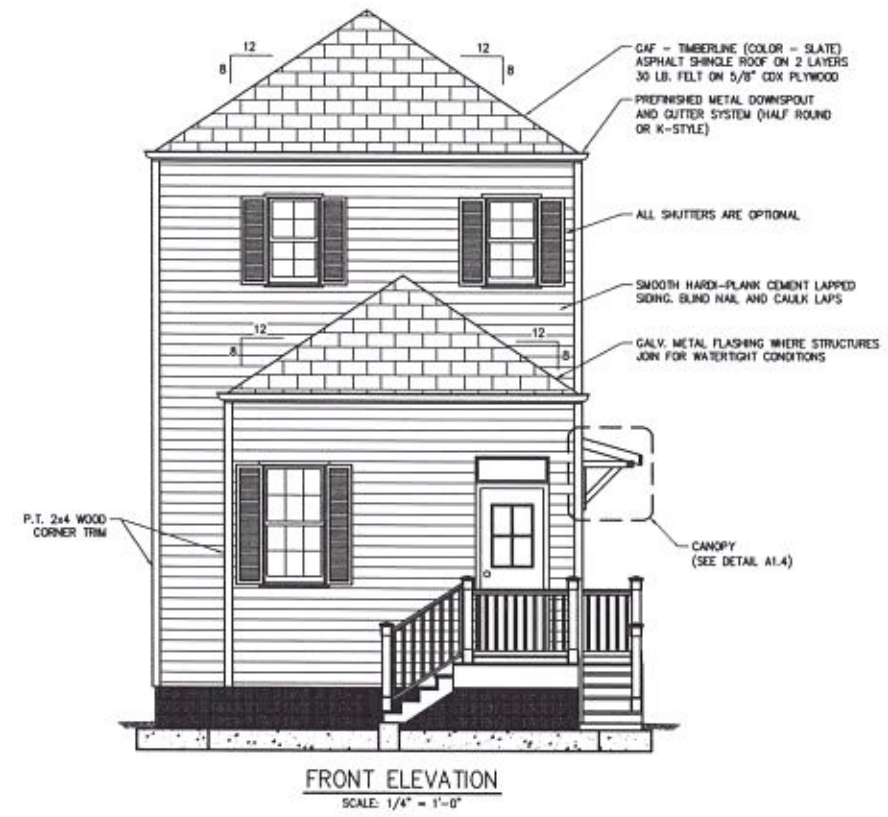 12
8
12
8
GAF - TIMBERLINE (COLOR - SLATE)
ASPHALT SHINGLE ROOF ON 2 LAYERS
30 LB. FELT ON 5/8" CDX PLYWOOD
PREFINISHED METAL DOWNSPOUT
AND GUTTER SYSTEM (HALF ROUND
OR K-STYLE)
ALL SHUTTERS ARE OPTIONAL
SMOOTH HARDI-PLANK CEMENT LAPPED
SIDING. BLIND NAIL AND CAULK LAPS
12
8
12
8
GALV. METAL FLASHING WHERE STRUCTURES
JOIN FOR WATERTIGHT CONDITIONS
P.T. 2x4 WOOD
CORNER TRIM
CANOPY
(SEE DETAIL A1.4)
FRONT ELEVATION
SCALE: 1/4" = 1'-0"